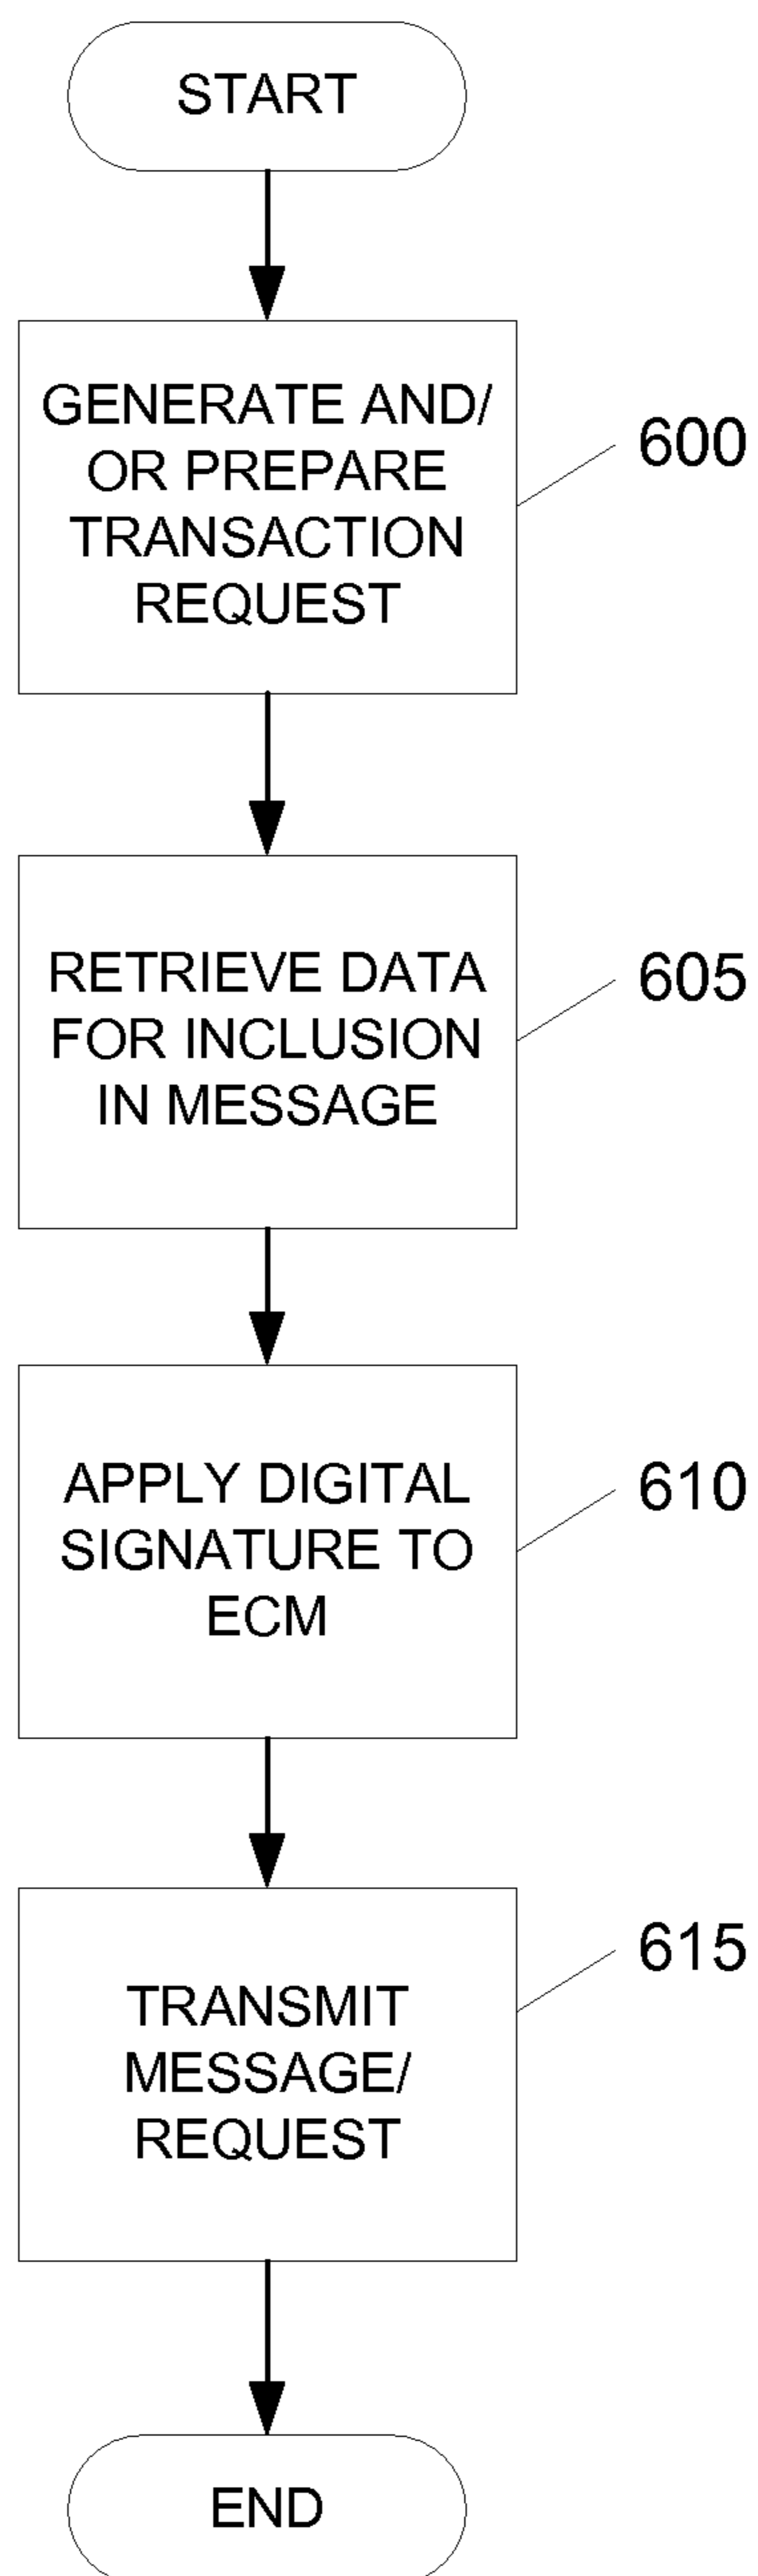 START
GENERATE AND/
OR PREPARE
TRANSACTION
REQUEST
600
RETRIEVE DATA
FOR INCLUSION
IN MESSAGE
605
APPLY DIGITAL
SIGNATURE TO
ECM
610
TRANSMIT
MESSAGE/
REQUEST
615
END